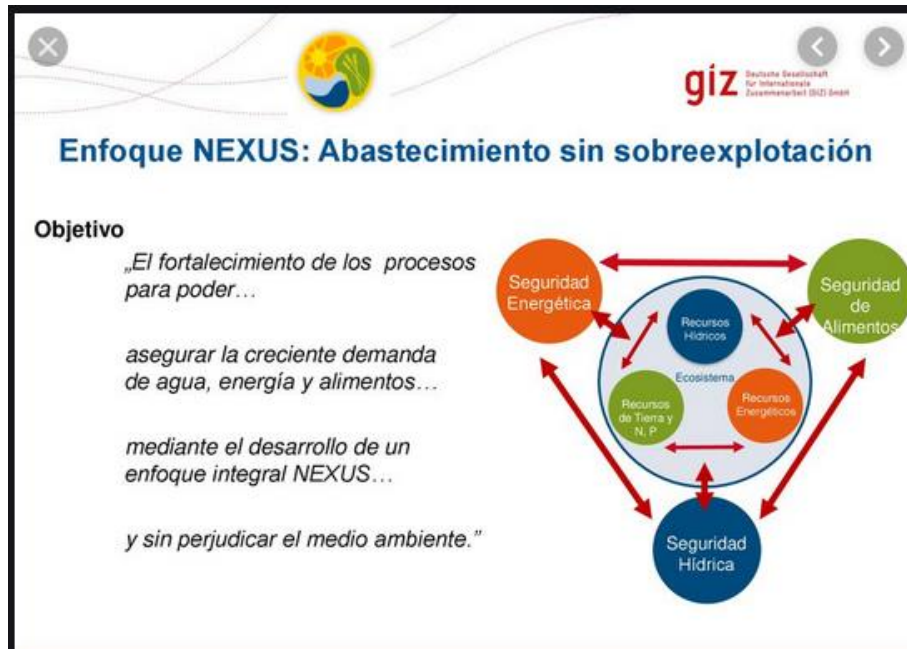 giz
Deutsche Gesellschaft
für Internationale
Zusammenarbeit (GIZ) GmbH
Enfoque NEXUS: Abastecimiento sin sobreexplotación
Objetivo
„El fortalecimiento de los procesos
para poder…
asegurar la creciente demanda
de agua, energía y alimentos…
mediante el desarrollo de un
enfoque integral NEXUS…
y sin perjudicar el medio ambiente.”
Seguridad
Energética
Seguridad
de
Alimentos
Recursos
Hídricos
Ecosistema
Recursos
de Tierra y
N, P
Recursos
Energéticos
Seguridad
Hídrica